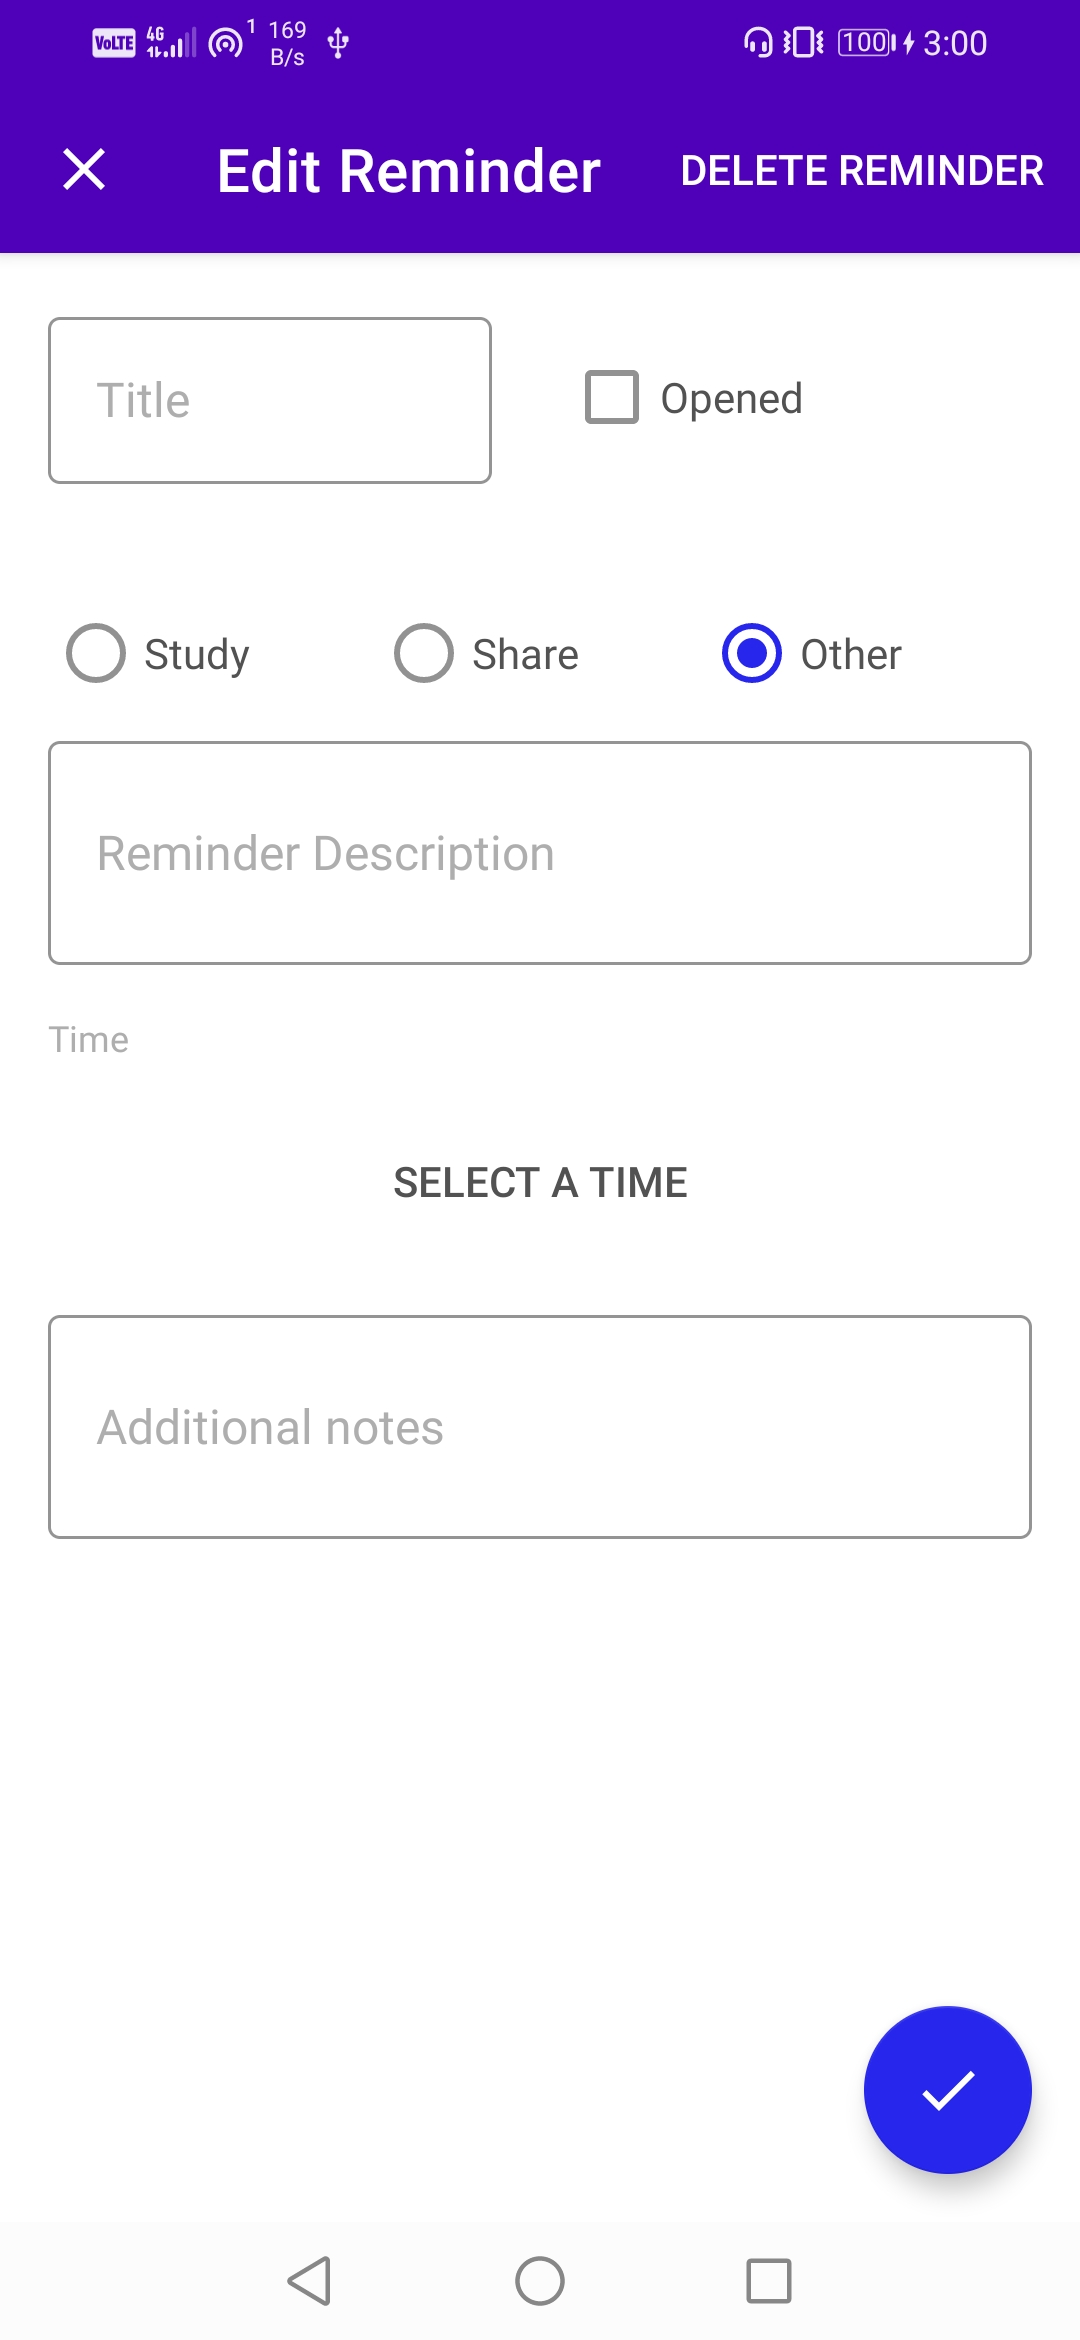 VoLTE 4G 1 169 B/s 100 3:00
Edit Reminder DELETE REMINDER
Title Opened
Study Share Other
Reminder Description
Time
SELECT A TIME
Additional notes